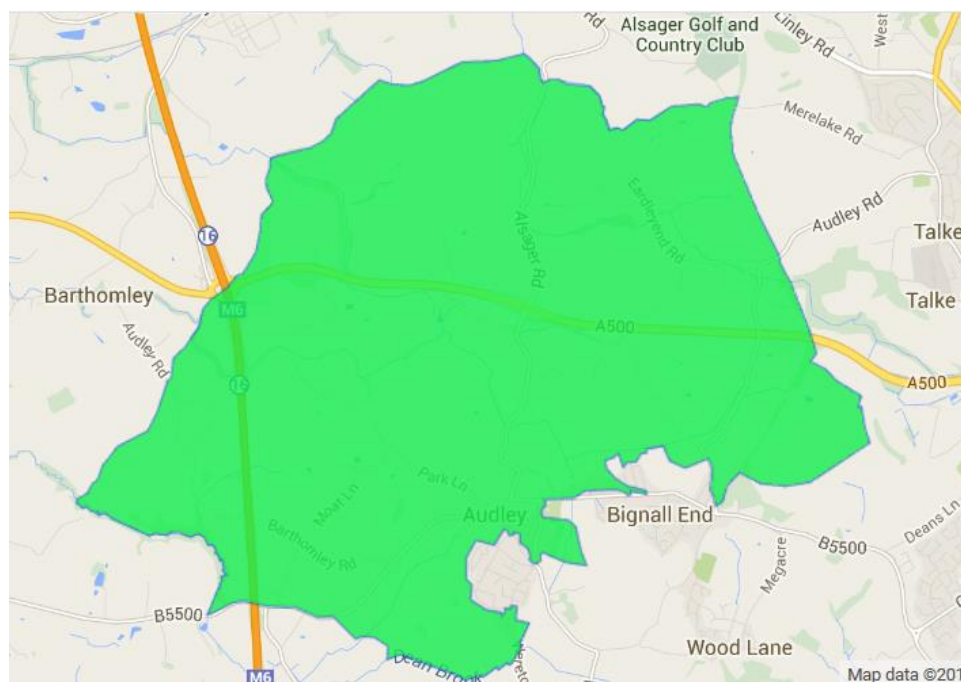 Alsager Golf and
Country Club
Rd
Linley Rd
West
Merelake Rd
Eardleyend Rd
Alsager Rd
Audley Rd
Talke
16
Barthomley
M6
Talke
Audley Rd
A500
16
A500
Park Ln
Moat Ln
Audley
Bignall End
Barthomley Rd
B5500
Deans Ln
Megacre
B5500
Wood Lane
Dean Brook
M6
Map data ©201